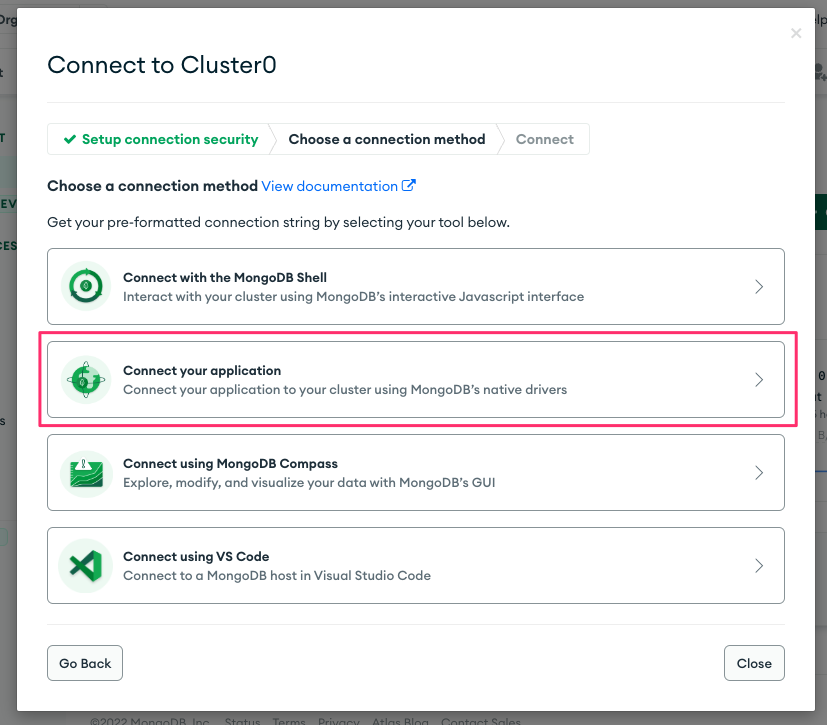 Connect to Cluster0
Setup connection security Choose a connection method Connect
Choose a connection method View documentation
Get your pre-formatted connection string by selecting your tool below.
Connect with the MongoDB Shell
Interact with your cluster using MongoDB's interactive Javascript interface
Connect your application
Connect your application to your cluster using MongoDB's native drivers
Connect using MongoDB Compass
Explore, modify, and visualize your data with MongoDB's GUI
Connect using VS Code
Connect to a MongoDB host in Visual Studio Code
Go Back Close
©2022 MongoDB, Inc. Status Terms Privacy Atlas Blog Contact Sales